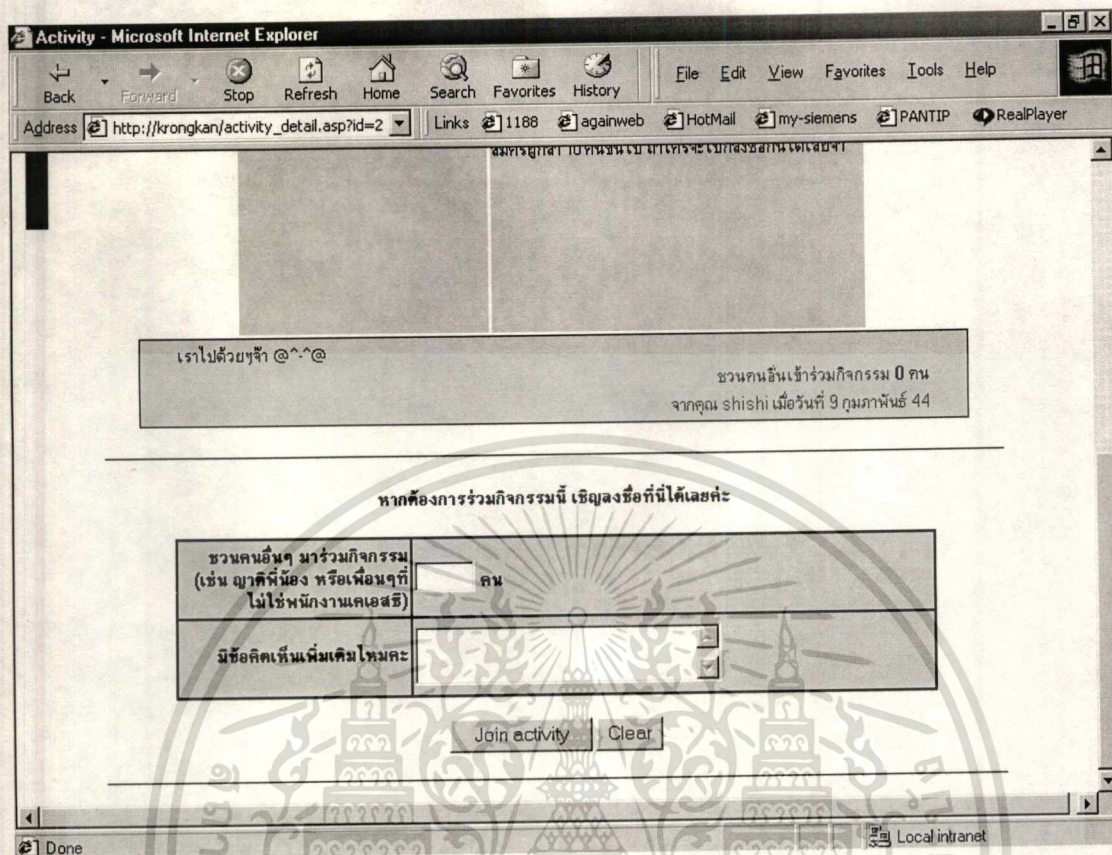 Activity - Microsoft Internet Explorer
Back Forward Stop Refresh Home Search Favorites History File Edit View Favorites Tools Help
Address http://krongkan/activity_detail.asp?id=2 Links 1188 againweb HotMail my-siemens PANTIP RealPlayer
เราไปด้วยๆจ้า @^.^@
ชวนคนอื่นเข้าร่วมกิจกรรม 0 คน
จากคุณ shishi เมื่อวันที่ 9 กุมภาพันธ์ 44
หากต้องการร่วมกิจกรรมนี้ เชิญลงชื่อที่นี่ได้เลยค่ะ
ชวนคนอื่นๆ มาร่วมกิจกรรม
(เช่น ญาติพี่น้อง หรือเพื่อนๆที่
ไม่ใช่พนักงานเคเอสซี)
คน
มีข้อคิดเห็นเพิ่มเติมไหมคะ
Join activity Clear
Done Local intranet